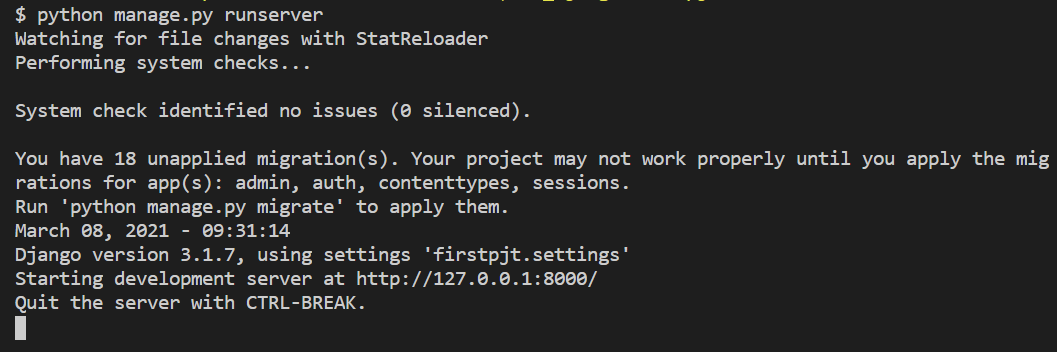 $ python manage.py runserver
Watching for file changes with StatReloader
Performing system checks...
System check identified no issues (0 silenced).
You have 18 unapplied migration(s). Your project may not work properly until you apply the mig
rations for app(s): admin, auth, contenttypes, sessions.
Run 'python manage.py migrate' to apply them.
March 08, 2021 - 09:31:14
Django version 3.1.7, using settings 'firstpjt.settings'
Starting development server at http://127.0.0.1:8000/
Quit the server with CTRL-BREAK.